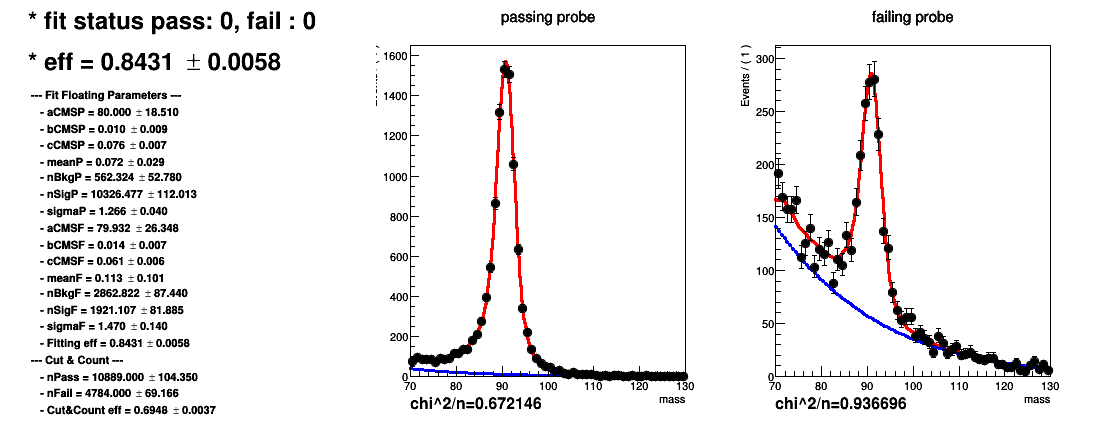 * fit status pass: 0, fail : 0
* eff = 0.8431 ± 0.0058
--- Fit Floating Parameters ---
- aCMSP = 80.000 ± 18.510
- bCMSP = 0.010 ± 0.009
- cCMSP = 0.076 ± 0.007
- meanP = 0.072 ± 0.029
- nBkgP = 562.324 ± 52.780
- nSigP = 10326.477 ± 112.013
- sigmaP = 1.266 ± 0.040
- aCMSF = 79.932 ± 26.348
- bCMSF = 0.014 ± 0.007
- cCMSF = 0.061 ± 0.006
- meanF = 0.113 ± 0.101
- nBkgF = 2862.822 ± 87.440
- nSigF = 1921.107 ± 81.885
- sigmaF = 1.470 ± 0.140
- Fitting eff = 0.8431 ± 0.0058
--- Cut & Count ---
- nPass = 10889.000 ± 104.350
- nFail = 4784.000 ± 69.166
- Cut&Count eff = 0.6948 ± 0.0037
passing probe
1600
1400
1200
1000
800
600
400
200
0
70 80 90 100 110 120 130
mass
chi^2/n=0.672146
failing probe
Events / ( 1 )
300
250
200
150
100
50
0
70 80 90 100 110 120 130
mass
chi^2/n=0.936696